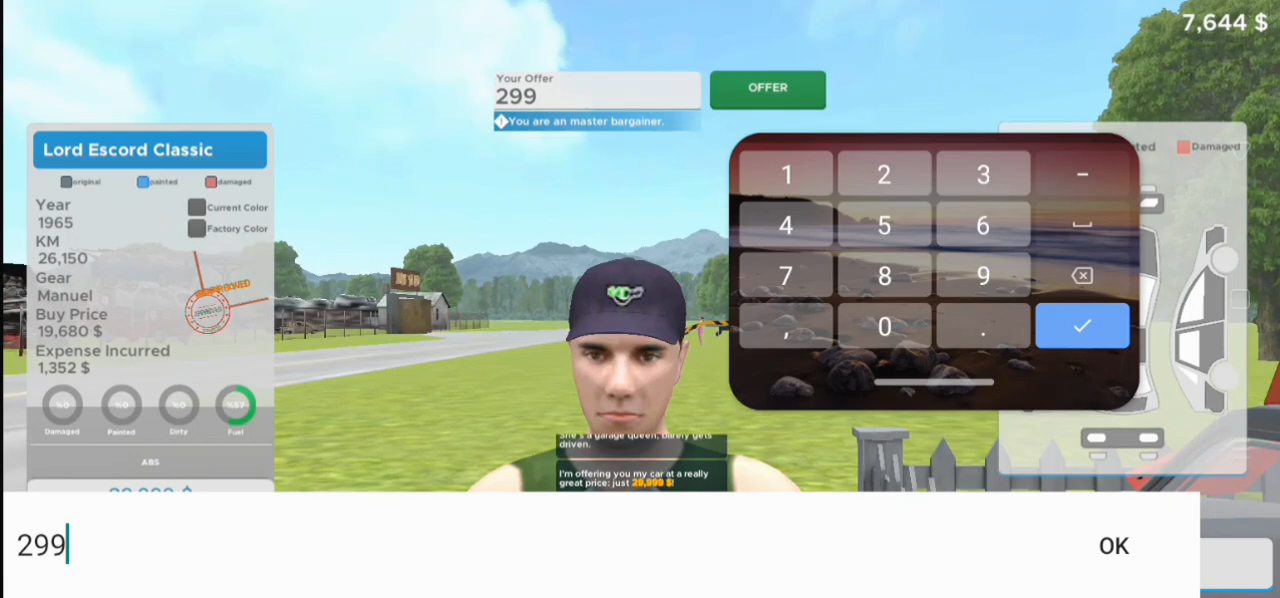 7,644 $
Your Offer
299
OFFER
You are an master bargainer.
Lord Escord Classic
original
painted
damaged
Year
1965
Current Color
KM
Factory Color
26,150
Gear
Manuel
Buy Price
19,680 $
Expense Incurred
1,352 $
%0
%0
%0
%57
Damaged
Painted
Dirty
Fuel
ABS
Damaged
1
2
3
-
4
5
6
7
8
9
,
0
.
She's a garage queen, barely gets
driven.
I'm offering you my car at a really
great price: just 29,999 $!
299
OK